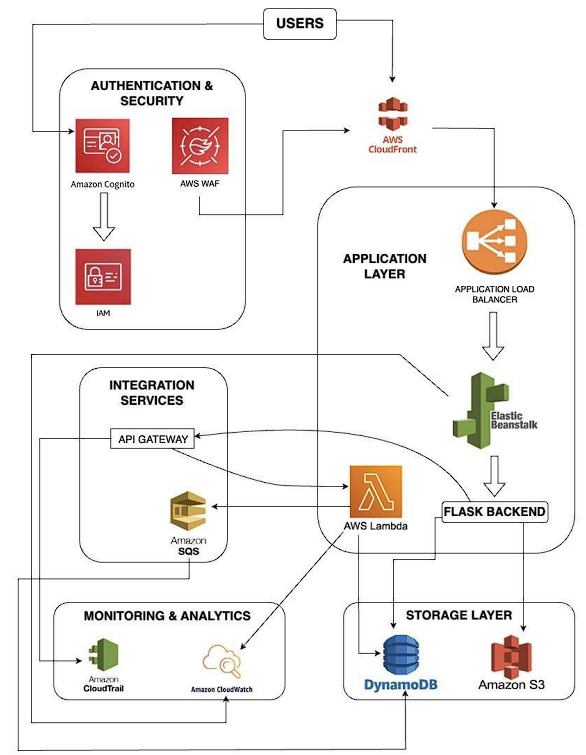 USERS
AUTHENTICATION &
SECURITY
Amazon Cognito
AWS WAF
IAM
AWS
CloudFront
APPLICATION
LAYER
APPLICATION LOAD
BALANCER
Elastic
Beanstalk
FLASK BACKEND
AWS Lambda
INTEGRATION
SERVICES
API GATEWAY
Amazon
SQS
MONITORING & ANALYTICS
Amazon
CloudTrail
Amazon CloudWatch
STORAGE LAYER
DynamoDB
Amazon S3